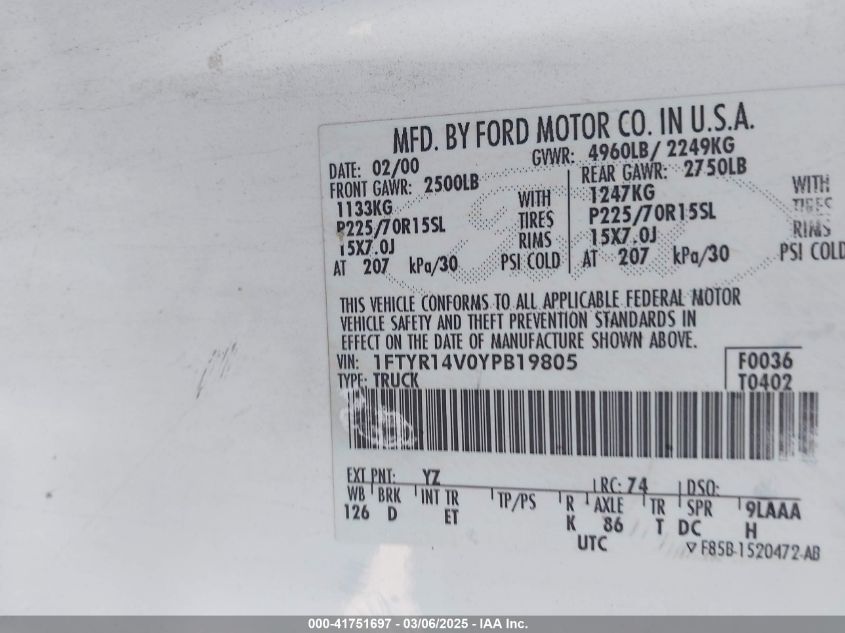 MFD. BY FORD MOTOR CO. IN U.S.A.
DATE: 02/00 GVWR: 4960LB/ 2249KG
FRONT GAWR: 2500LB REAR GAWR: 2750LB
1133KG WITH 1247KG WITH
P225/70R15SL TIRES P225/70R15SL TIRES
15X7.0J RIMS 15X7.0J RIMS
AT 207 kPa/30 PSI COLD AT 207 kPa/30 PSI COLD
THIS VEHICLE CONFORMS TO ALL APPLICABLE FEDERAL MOTOR
VEHICLE SAFETY AND THEFT PREVENTION STANDARDS IN
EFFECT ON THE DATE OF MANUFACTURE SHOWN ABOVE.
VIN: 1FTYR14V0YPB19805 F0036
TYPE: TRUCK T0402
EXT PNT: YZ RC: 74 DSO:
WB BRK INT TR TP/PS R AXLE TR SPR 9LAAA
126 D ET K 86 T DC H
UTC F85B-1520472-AB
000-41751697 - 03/06/2025 - IAA Inc.